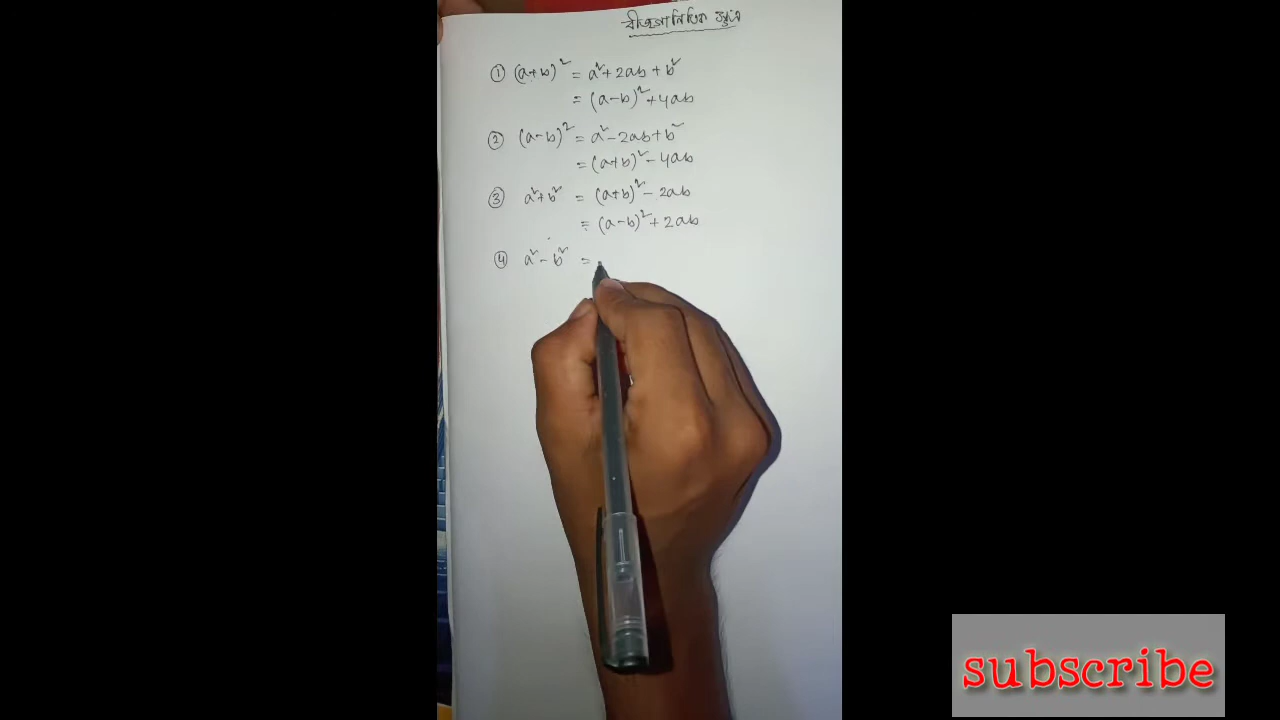 বীজগানিতিক সুত্র
① (a+b)² = a²+2ab+b²
= (a-b)²+4ab
② (a-b)² = a²-2ab+b²
= (a+b)²-4ab
③ a²+b² = (a+b)²-2ab
= (a-b)²+2ab
④ a²-b² =
subscribe